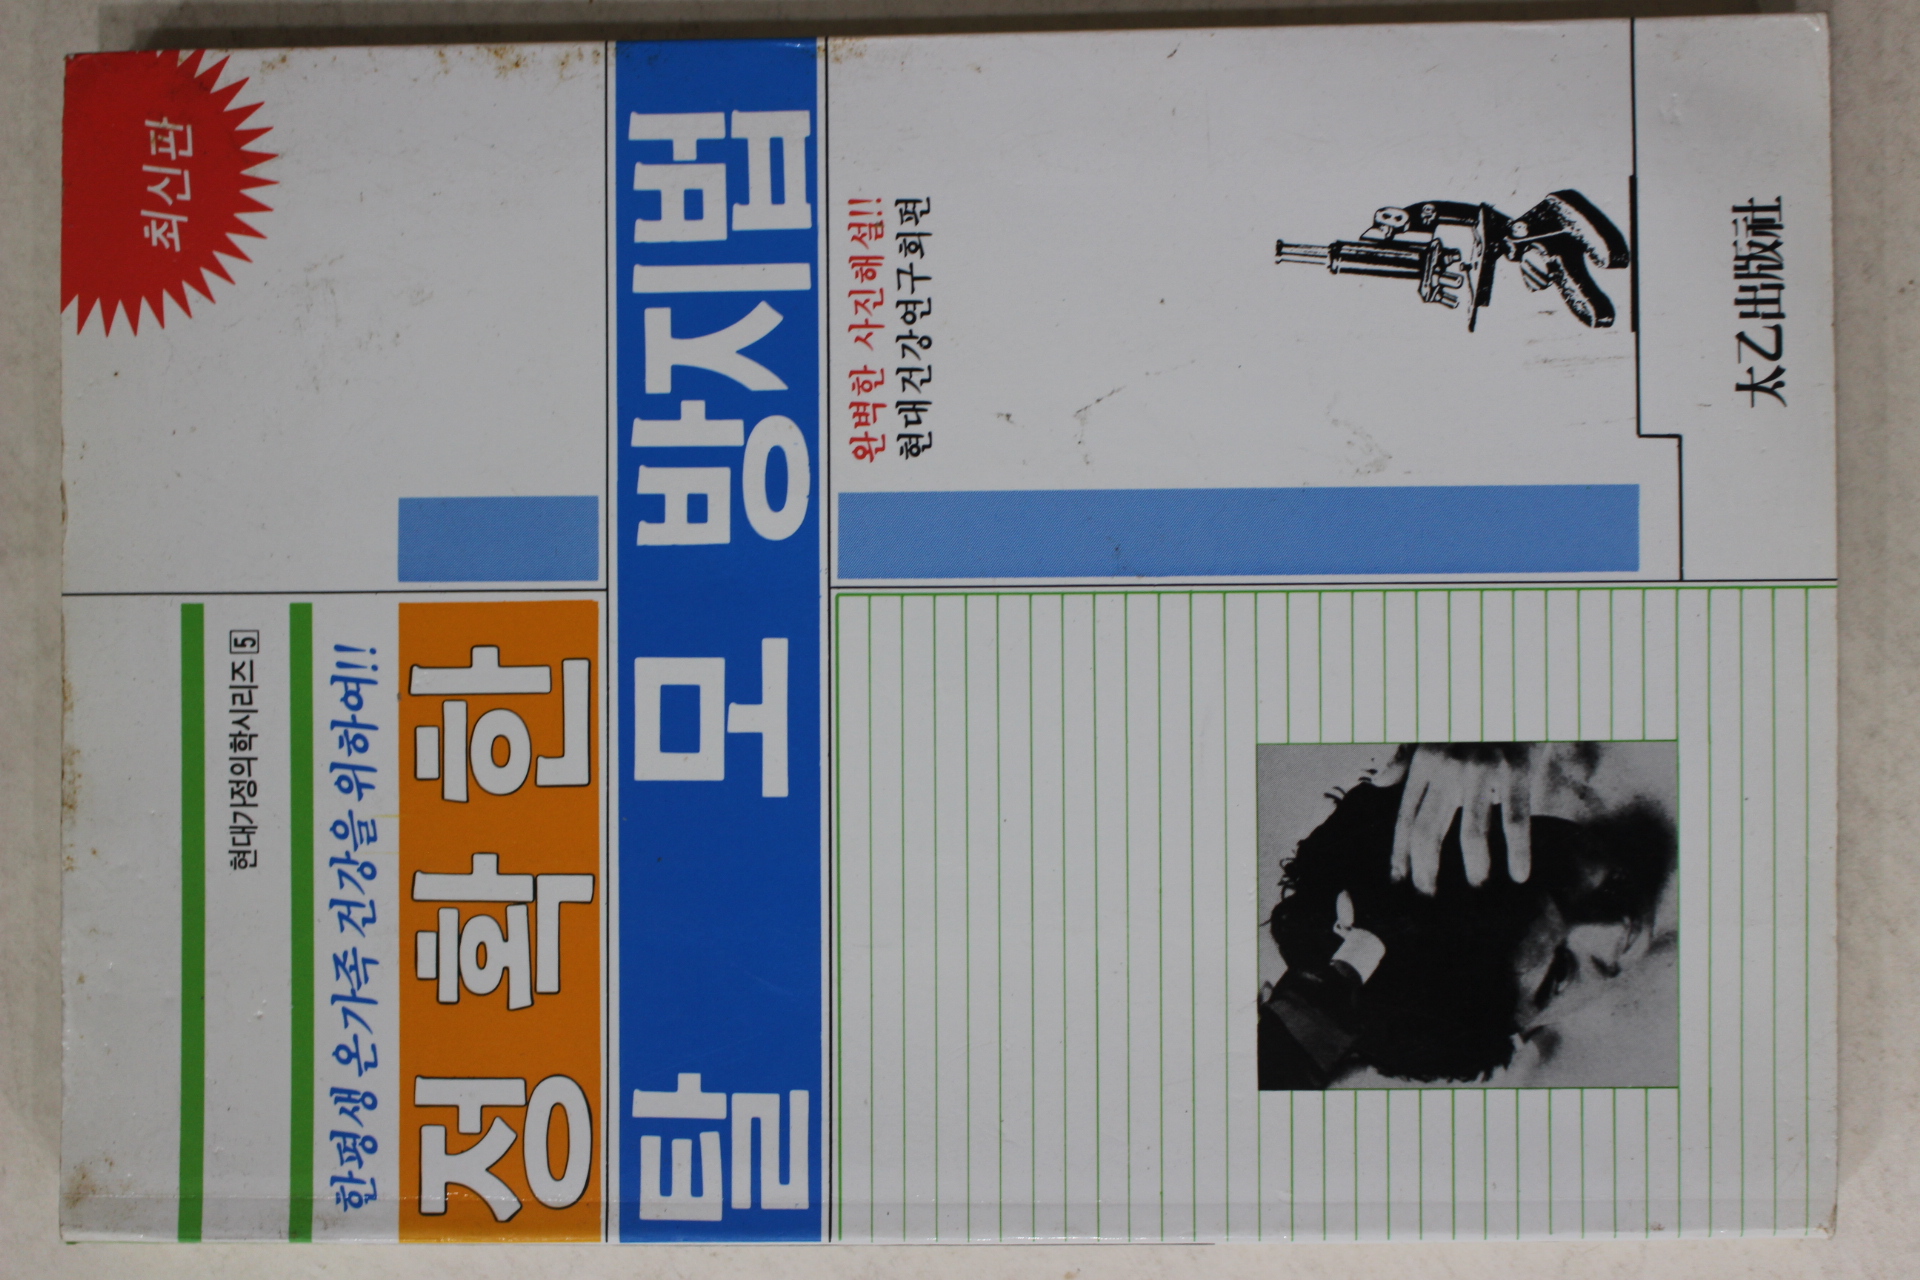 최신판
현대가정의학시리즈 5
한평생 온가족 건강을 위하여!!
정확한
탈모 방지법
완벽한 사진해설!!
현대건강연구회편
太乙出版社